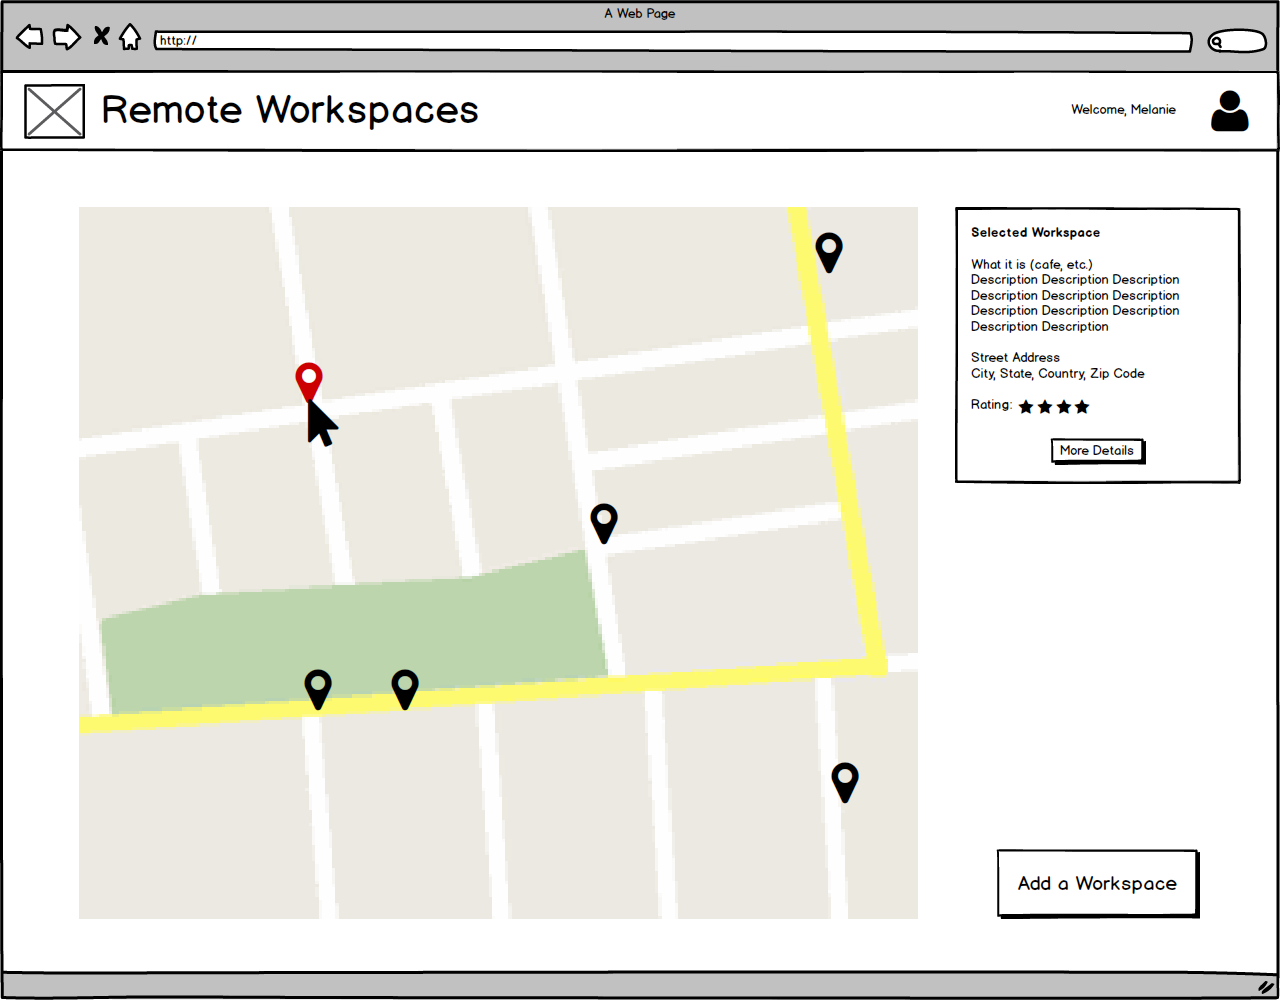 A Web Page
http://
Remote Workspaces
Welcome, Melanie
Selected Workspace
What it is (cafe, etc.)
Description Description Description
Description Description Description
Description Description Description
Description Description
Street Address
City, State, Country, Zip Code
Rating:
More Details
Add a Workspace